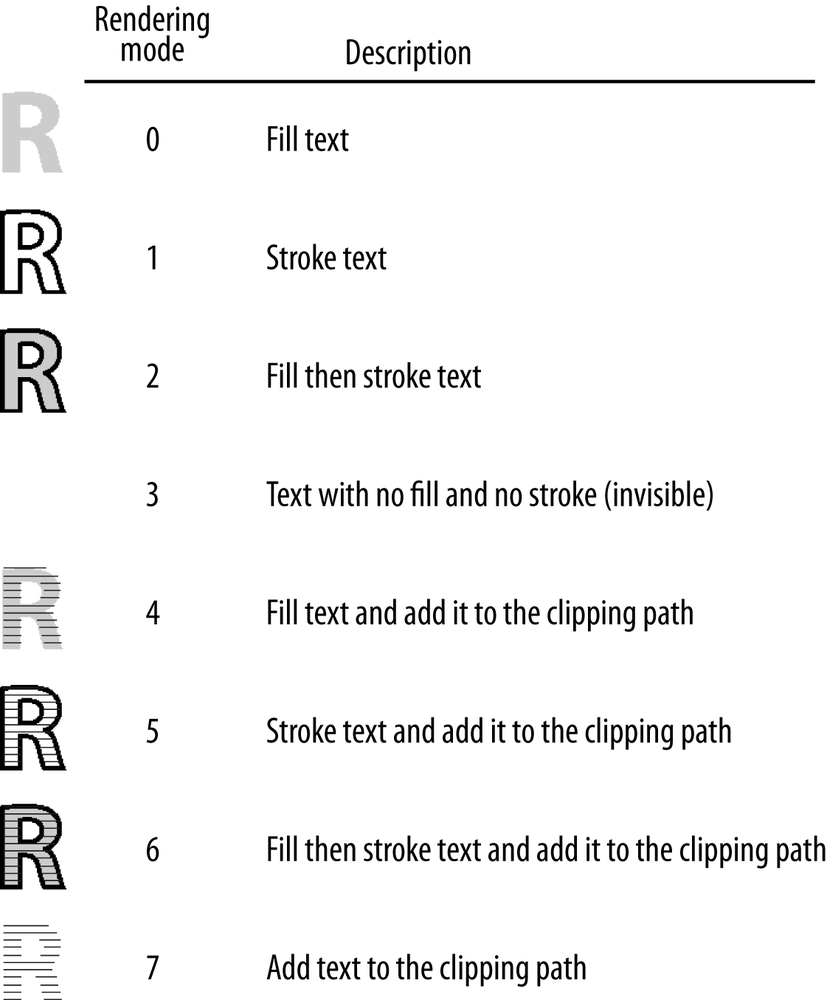 Rendering
mode Description
R 0 Fill text
R 1 Stroke text
R 2 Fill then stroke text
3 Text with no fill and no stroke (invisible)
R 4 Fill text and add it to the clipping path
R 5 Stroke text and add it to the clipping path
R 6 Fill then stroke text and add it to the clipping path
R 7 Add text to the clipping path